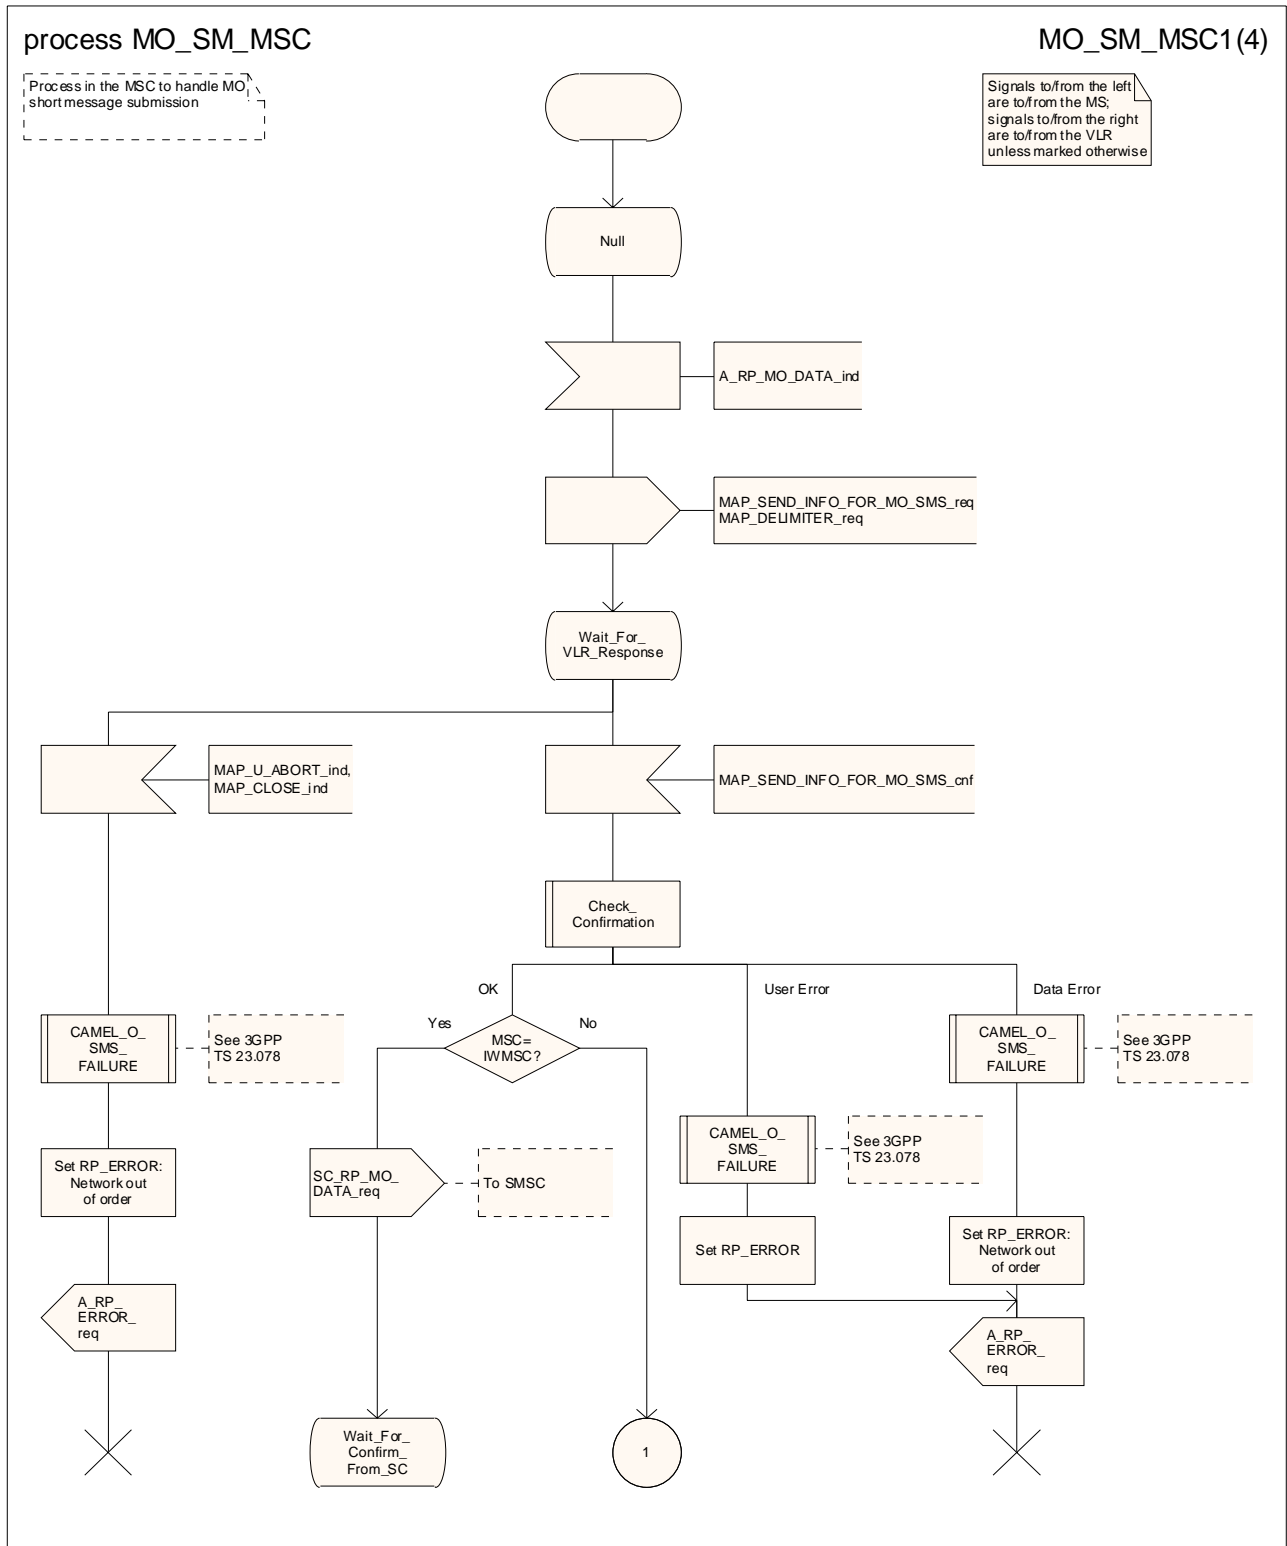 process MO_SM_MSC
MO_SM_MSC1(4)
Process in the MSC to handle MO
short message submission
Signals to/from the left
are to/from the MS;
signals to/from the right
are to/from the VLR
unless marked otherwise
Null
A_RP_MO_DATA_ind
MAP_SEND_INFO_FOR_MO_SMS_req
MAP_DELIMITER_req
Wait_For_
VLR_Response
MAP_U_ABORT_ind,
MAP_CLOSE_ind
MAP_SEND_INFO_FOR_MO_SMS_cnf
Check_
Confirmation
OK
User Error
Data Error
Yes
No
CAMEL_O_
SMS_
FAILURE
See 3GPP
TS 23.078
MSC=
IWMSC?
CAMEL_O_
SMS_
FAILURE
See 3GPP
TS 23.078
CAMEL_O_
SMS_
FAILURE
See 3GPP
TS 23.078
Set RP_ERROR:
Network out
of order
SC_RP_MO_
DATA_req
To SMSC
Set RP_ERROR
Set RP_ERROR:
Network out
of order
A_RP_
ERROR_
req
A_RP_
ERROR_
req
Wait_For_
Confirm_
From_SC
1